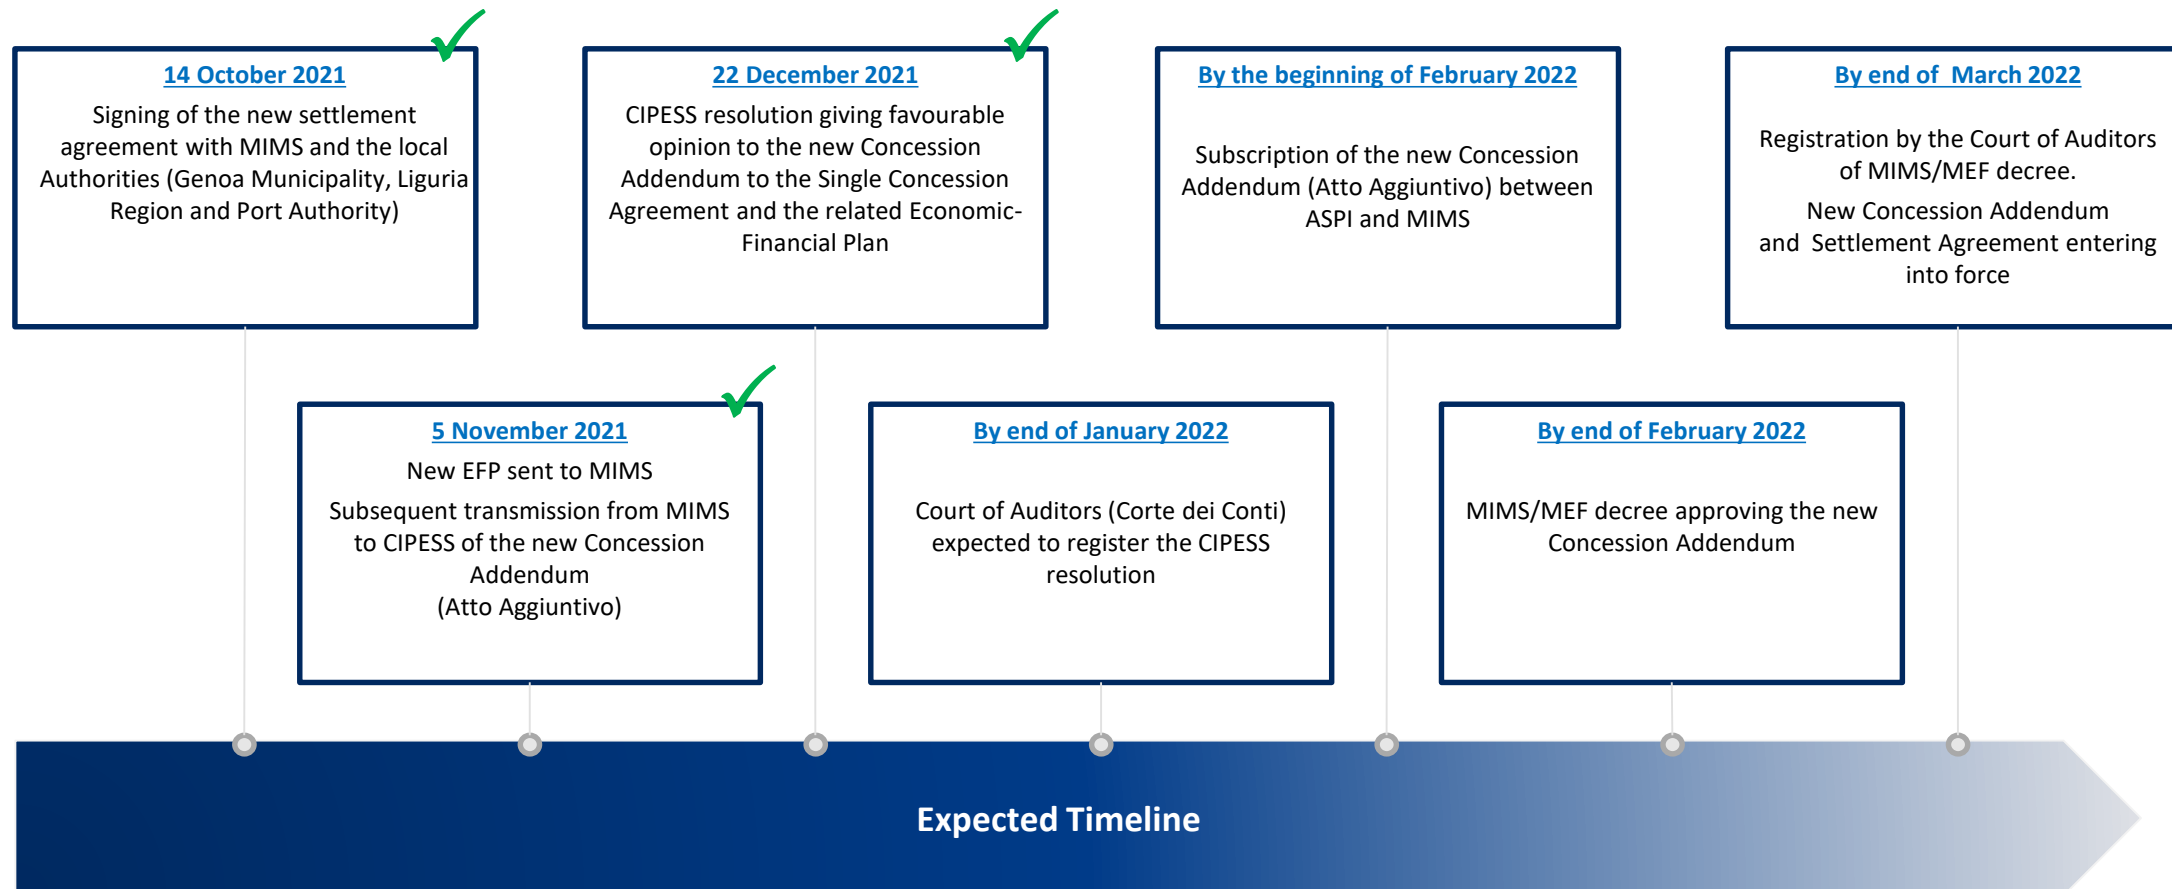 14 October 2021
Signing of the new settlement
agreement with MIMS and the local
Authorities (Genoa Municipality, Liguria
Region and Port Authority)
5 November 2021
New EFP sent to MIMS
Subsequent transmission from MIMS
to CIPESS of the new Concession
Addendum
(Atto Aggiuntivo)
22 December 2021
CIPESS resolution giving favourable
opinion to the new Concession
Addendum to the Single Concession
Agreement and the related Economic-
Financial Plan
By end of January 2022
Court of Auditors (Corte dei Conti)
expected to register the CIPESS
resolution
By the beginning of February 2022
Subscription of the new Concession
Addendum (Atto Aggiuntivo) between
ASPI and MIMS
By end of February 2022
MIMS/MEF decree approving the new
Concession Addendum
By end of March 2022
Registration by the Court of Auditors
of MIMS/MEF decree.
New Concession Addendum
and Settlement Agreement entering
into force
Expected Timeline